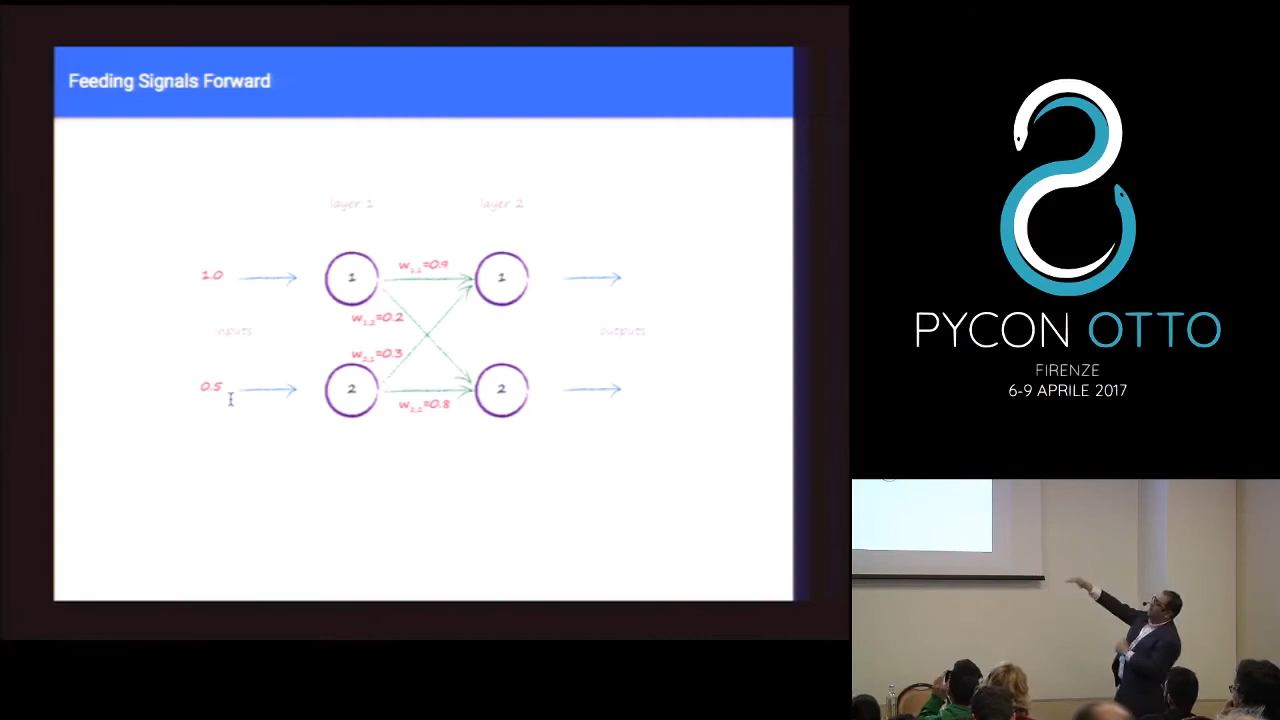 Feeding Signals Forward
layer 1
layer 2
1.0
1
w1,1=0.9
1
w1,2=0.2
inputs
outputs
w2,1=0.3
0.5
2
w2,2=0.8
2
PYCON OTTO
FIRENZE
6-9 APRILE 2017